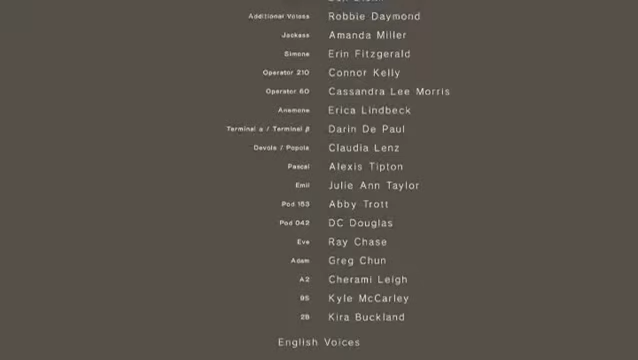 Additional Voices Robbie Daymond
Jackass Amanda Miller
Simone Erin Fitzgerald
Operator 21O Connor Kelly
Operator 6O Cassandra Lee Morris
Anemone Erica Lindbeck
Terminal α / Terminal β Darin De Paul
Devola / Popola Claudia Lenz
Pascal Alexis Tipton
Emil Julie Ann Taylor
Pod 153 Abby Trott
Pod 042 DC Douglas
Eve Ray Chase
Adam Greg Chun
A2 Cherami Leigh
9S Kyle McCarley
2B Kira Buckland
English Voices